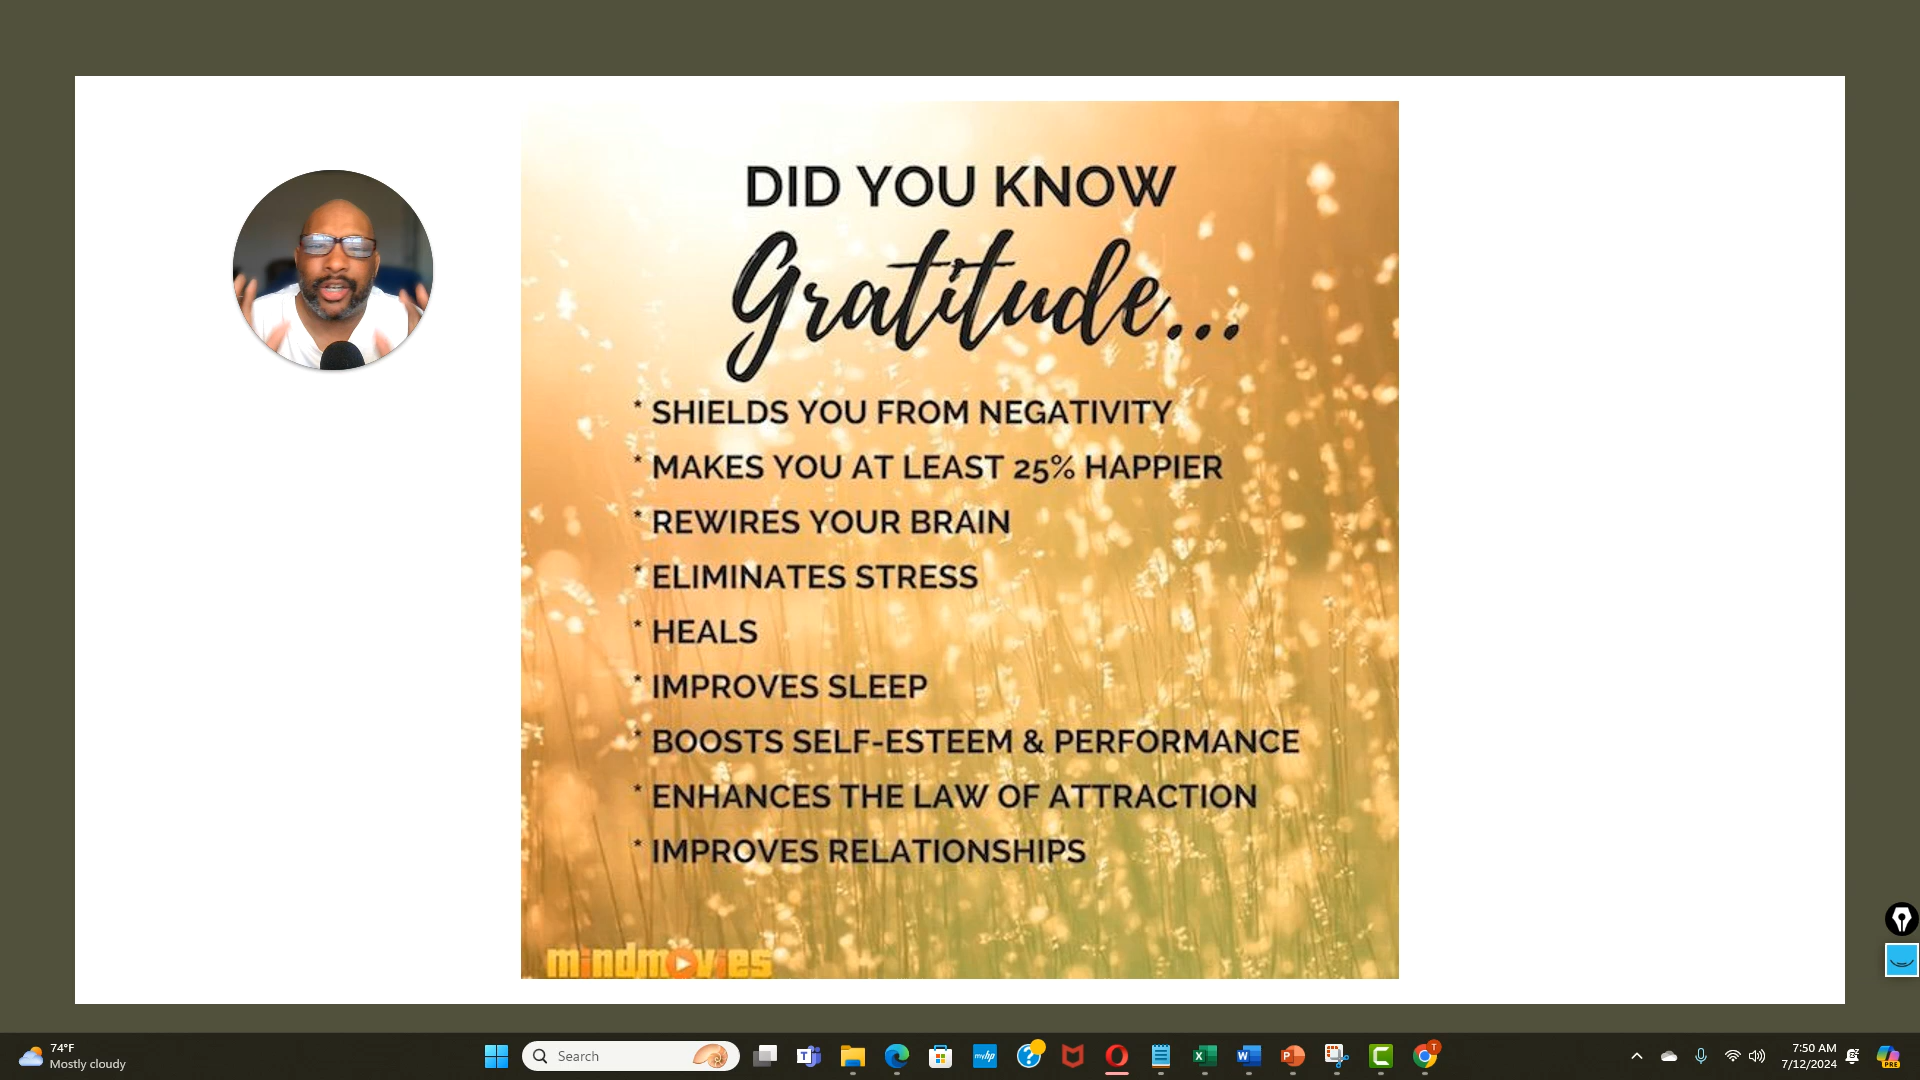 DID YOU KNOW
Gratitude...
* SHIELDS YOU FROM NEGATIVITY
* MAKES YOU AT LEAST 25% HAPPIER
* REWIRES YOUR BRAIN
* ELIMINATES STRESS
* HEALS
* IMPROVES SLEEP
* BOOSTS SELF-ESTEEM & PERFORMANCE
* ENHANCES THE LAW OF ATTRACTION
* IMPROVES RELATIONSHIPS
mindmovies
74°F
Mostly cloudy
Search
myhp
7:50 AM
7/12/2024
PRE